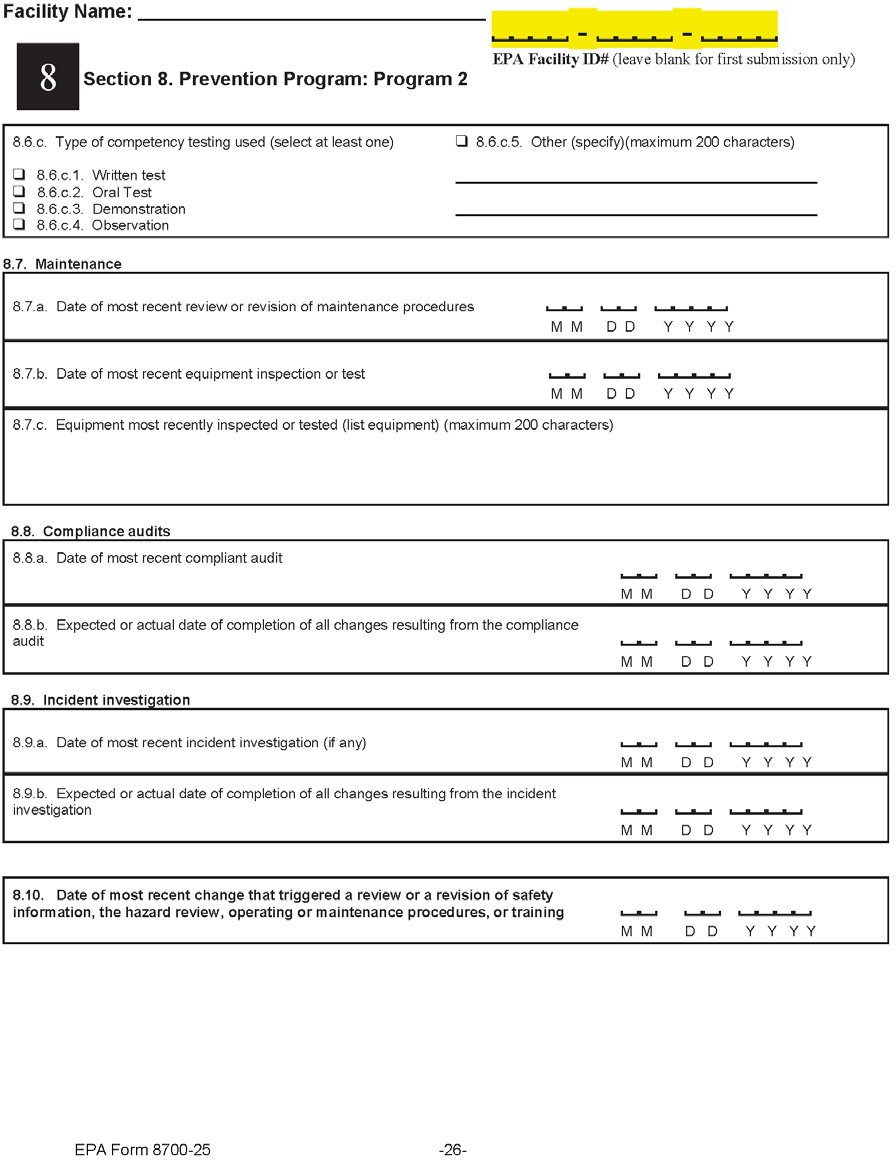 Facility Name:
EPA Facility ID# (leave blank for first submission only)
8
Section 8. Prevention Program: Program 2
8.6.c. Type of competency testing used (select at least one)
❑ 8.6.c.1. Written test
❑ 8.6.c.2. Oral Test
❑ 8.6.c.3. Demonstration
❑ 8.6.c.4. Observation
❑ 8.6.c.5. Other (specify)(maximum 200 characters)
8.7. Maintenance
8.7.a. Date of most recent review or revision of maintenance procedures
M M D D Y Y Y Y
8.7.b. Date of most recent equipment inspection or test
M M D D Y Y Y Y
8.7.c. Equipment most recently inspected or tested (list equipment) (maximum 200 characters)
8.8. Compliance audits
8.8.a. Date of most recent compliant audit
M M D D Y Y Y Y
8.8.b. Expected or actual date of completion of all changes resulting from the compliance
audit
M M D D Y Y Y Y
8.9. Incident investigation
8.9.a. Date of most recent incident investigation (if any)
M M D D Y Y Y Y
8.9.b. Expected or actual date of completion of all changes resulting from the incident
investigation
M M D D Y Y Y Y
8.10. Date of most recent change that triggered a review or a revision of safety
information, the hazard review, operating or maintenance procedures, or training
M M D D Y Y Y Y
EPA Form 8700-25
-26-